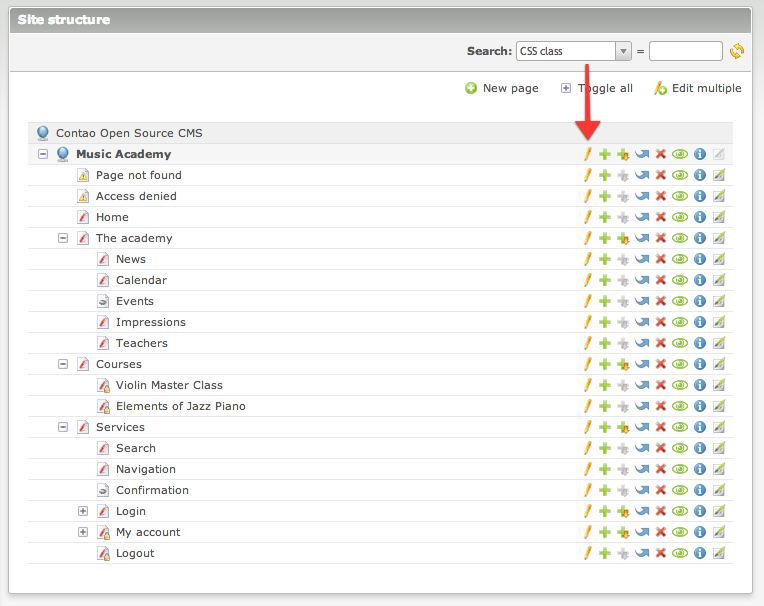 Site structure
Search: CSS class =
New page Toggle all Edit multiple
Contao Open Source CMS
Music Academy
Page not found
Access denied
Home
The academy
News
Calendar
Events
Impressions
Teachers
Courses
Violin Master Class
Elements of Jazz Piano
Services
Search
Navigation
Confirmation
Login
My account
Logout